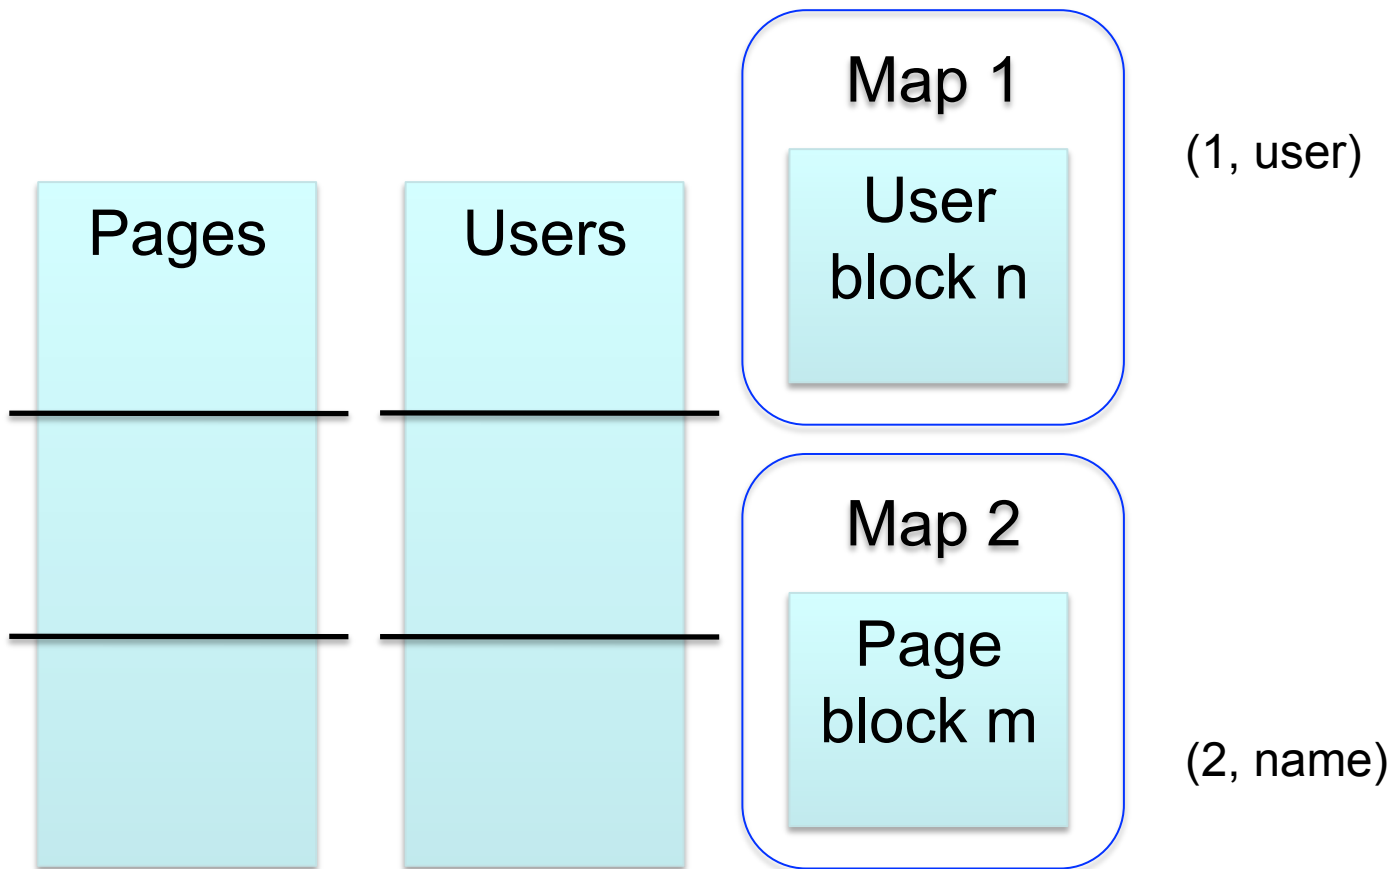 Pages
Users
Map 1
User
block n
(1, user)
Map 2
Page
block m
(2, name)